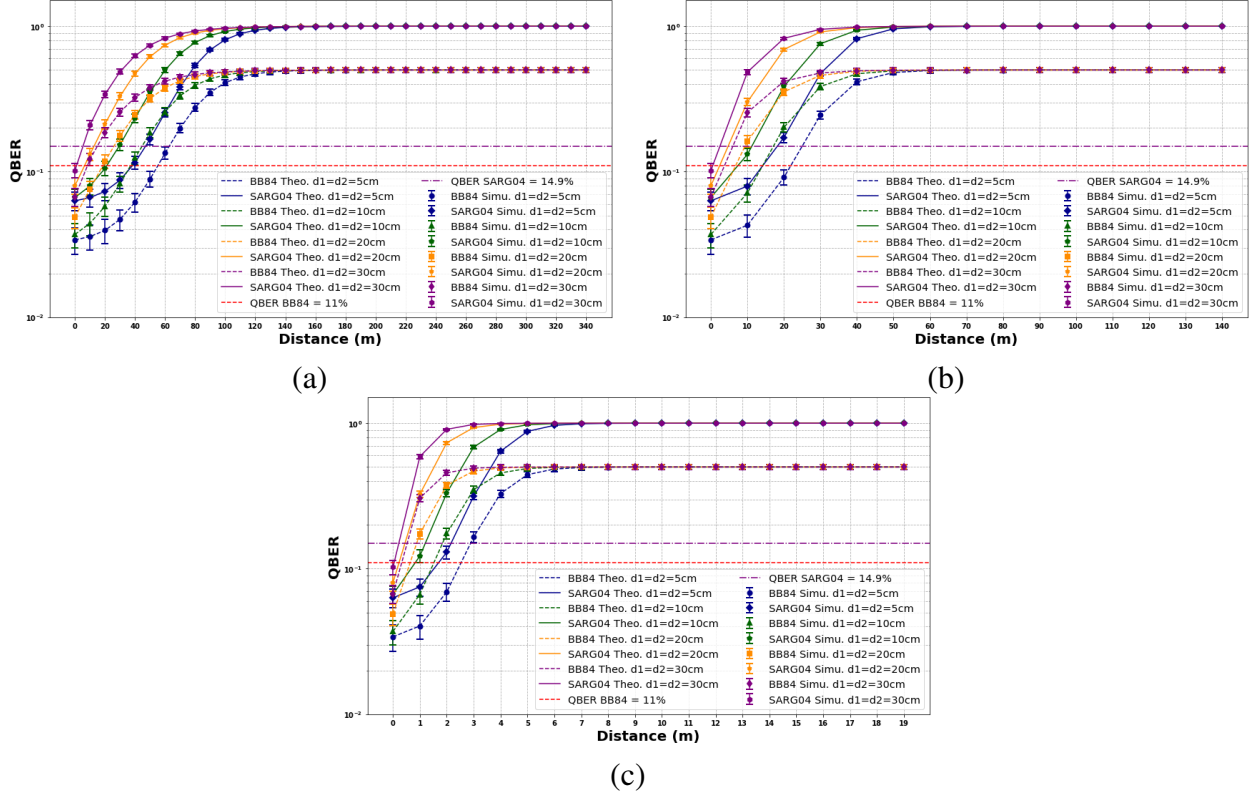 10⁰
10⁻¹
10⁻²
QBER
BB84 Theo. d1=d2=5cm
SARG04 Theo. d1=d2=5cm
BB84 Theo. d1=d2=10cm
SARG04 Theo. d1=d2=10cm
BB84 Theo. d1=d2=20cm
SARG04 Theo. d1=d2=20cm
BB84 Theo. d1=d2=30cm
SARG04 Theo. d1=d2=30cm
QBER BB84 = 11%
QBER SARG04 = 14.9%
BB84 Simu. d1=d2=5cm
SARG04 Simu. d1=d2=5cm
BB84 Simu. d1=d2=10cm
SARG04 Simu. d1=d2=10cm
BB84 Simu. d1=d2=20cm
SARG04 Simu. d1=d2=20cm
BB84 Simu. d1=d2=30cm
SARG04 Simu. d1=d2=30cm
0 20 40 60 80 100 120 140 160 180 200 220 240 260 280 300 320 340
Distance (m)
(a)
10⁰
10⁻¹
10⁻²
QBER
BB84 Theo. d1=d2=5cm
SARG04 Theo. d1=d2=5cm
BB84 Theo. d1=d2=10cm
SARG04 Theo. d1=d2=10cm
BB84 Theo. d1=d2=20cm
SARG04 Theo. d1=d2=20cm
BB84 Theo. d1=d2=30cm
SARG04 Theo. d1=d2=30cm
QBER BB84 = 11%
QBER SARG04 = 14.9%
BB84 Simu. d1=d2=5cm
SARG04 Simu. d1=d2=5cm
BB84 Simu. d1=d2=10cm
SARG04 Simu. d1=d2=10cm
BB84 Simu. d1=d2=20cm
SARG04 Simu. d1=d2=20cm
BB84 Simu. d1=d2=30cm
SARG04 Simu. d1=d2=30cm
0 10 20 30 40 50 60 70 80 90 100 110 120 130 140
Distance (m)
(b)
10⁰
10⁻¹
10⁻²
QBER
BB84 Theo. d1=d2=5cm
SARG04 Theo. d1=d2=5cm
BB84 Theo. d1=d2=10cm
SARG04 Theo. d1=d2=10cm
BB84 Theo. d1=d2=20cm
SARG04 Theo. d1=d2=20cm
BB84 Theo. d1=d2=30cm
SARG04 Theo. d1=d2=30cm
QBER BB84 = 11%
QBER SARG04 = 14.9%
BB84 Simu. d1=d2=5cm
SARG04 Simu. d1=d2=5cm
BB84 Simu. d1=d2=10cm
SARG04 Simu. d1=d2=10cm
BB84 Simu. d1=d2=20cm
SARG04 Simu. d1=d2=20cm
BB84 Simu. d1=d2=30cm
SARG04 Simu. d1=d2=30cm
0 1 2 3 4 5 6 7 8 9 10 11 12 13 14 15 16 17 18 19
Distance (m)
(c)